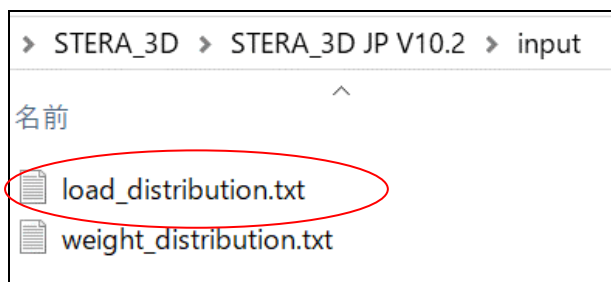 > STERA_3D > STERA_3D JP V10.2 > input
名前
load_distribution.txt
weight_distribution.txt